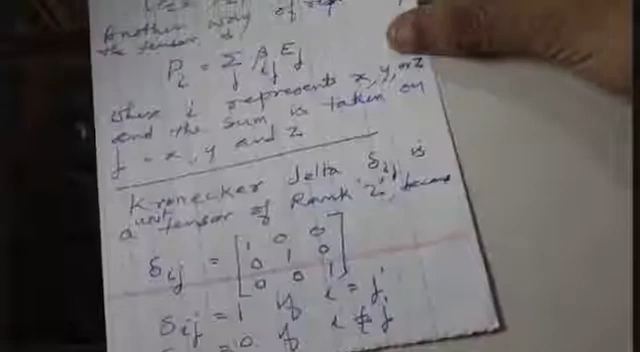 Another way of
the tensor is
P_i = Σ_j β_ij E_j
where i represents x, y, or z
and the sum is taken on
j = x, y and z
Kronecker delta δ_ij is
a unit tensor of Rank '2', because
δ_ij = [1 0 0
0 1 0
0 0 1]
δ_ij = 1 if i = j
= 0 if i ≠ j